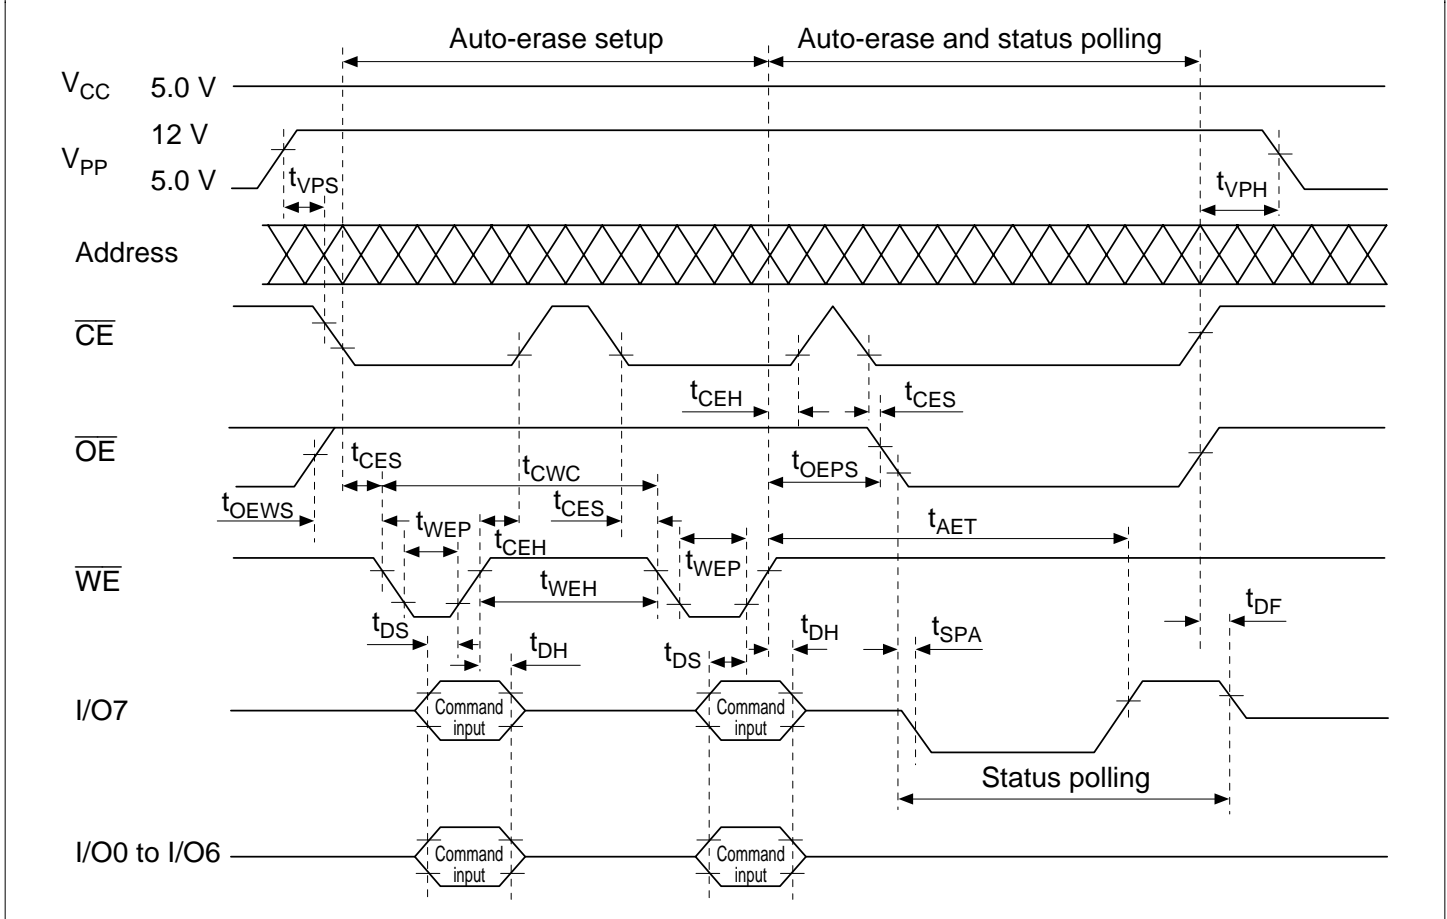 Auto-erase setup
Auto-erase and status polling
VCC 5.0 V
12 V
VPP
5.0 V
tVPS
tVPH
Address
CE
tCEH
tCES
OE
tCES
tCWC
tOEPS
tOEWS
tWEP
tCES
tAET
tCEH
tWEP
WE
tWEH
tDS
tDH
tDS
tDH
tSPA
tDF
I/O7
Command
input
Command
input
Status polling
I/O0 to I/O6
Command
input
Command
input